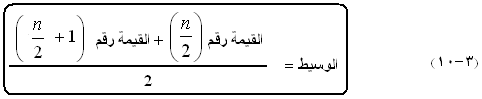 (٣-١٠) الوسيط = (القيمة رقم (n/2) + القيمة رقم (n/2 + 1)) / 2